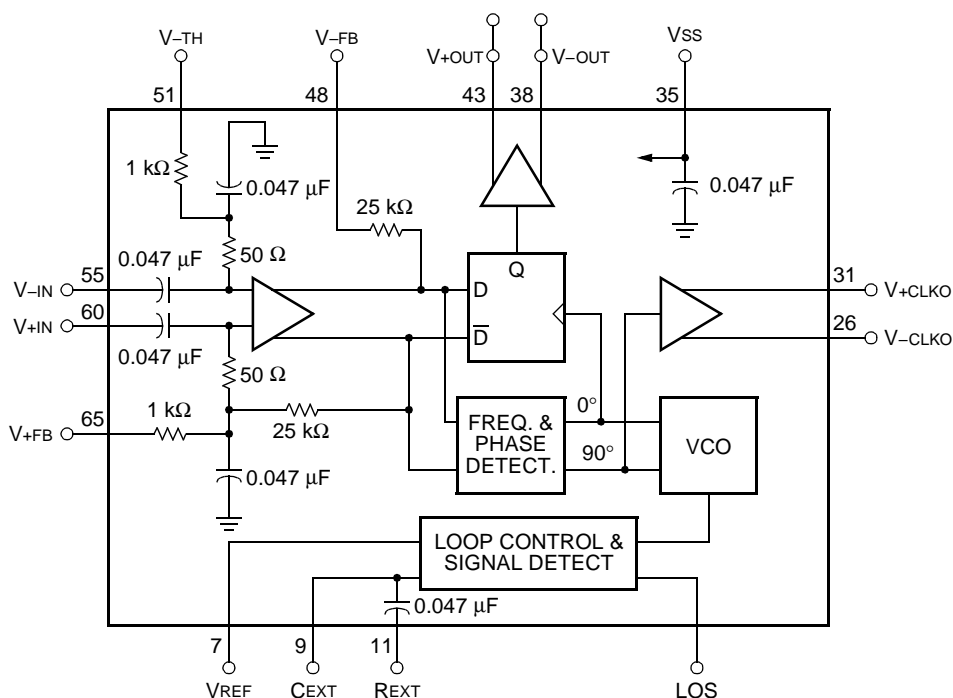 V–TH
V–FB
V+OUT
V–OUT
VSS
51
48
43
38
35
1 kΩ
0.047 μF
0.047 μF
25 kΩ
50 Ω
0.047 μF
Q
55
V–IN
D
31
V+CLKO
60
V+IN
D̅
26
V–CLKO
0.047 μF
50 Ω
1 kΩ
65
V+FB
25 kΩ
FREQ. &
PHASE
DETECT.
0°
90°
VCO
0.047 μF
LOOP CONTROL &
SIGNAL DETECT
0.047 μF
7
9
11
VREF
CEXT
REXT
LOS